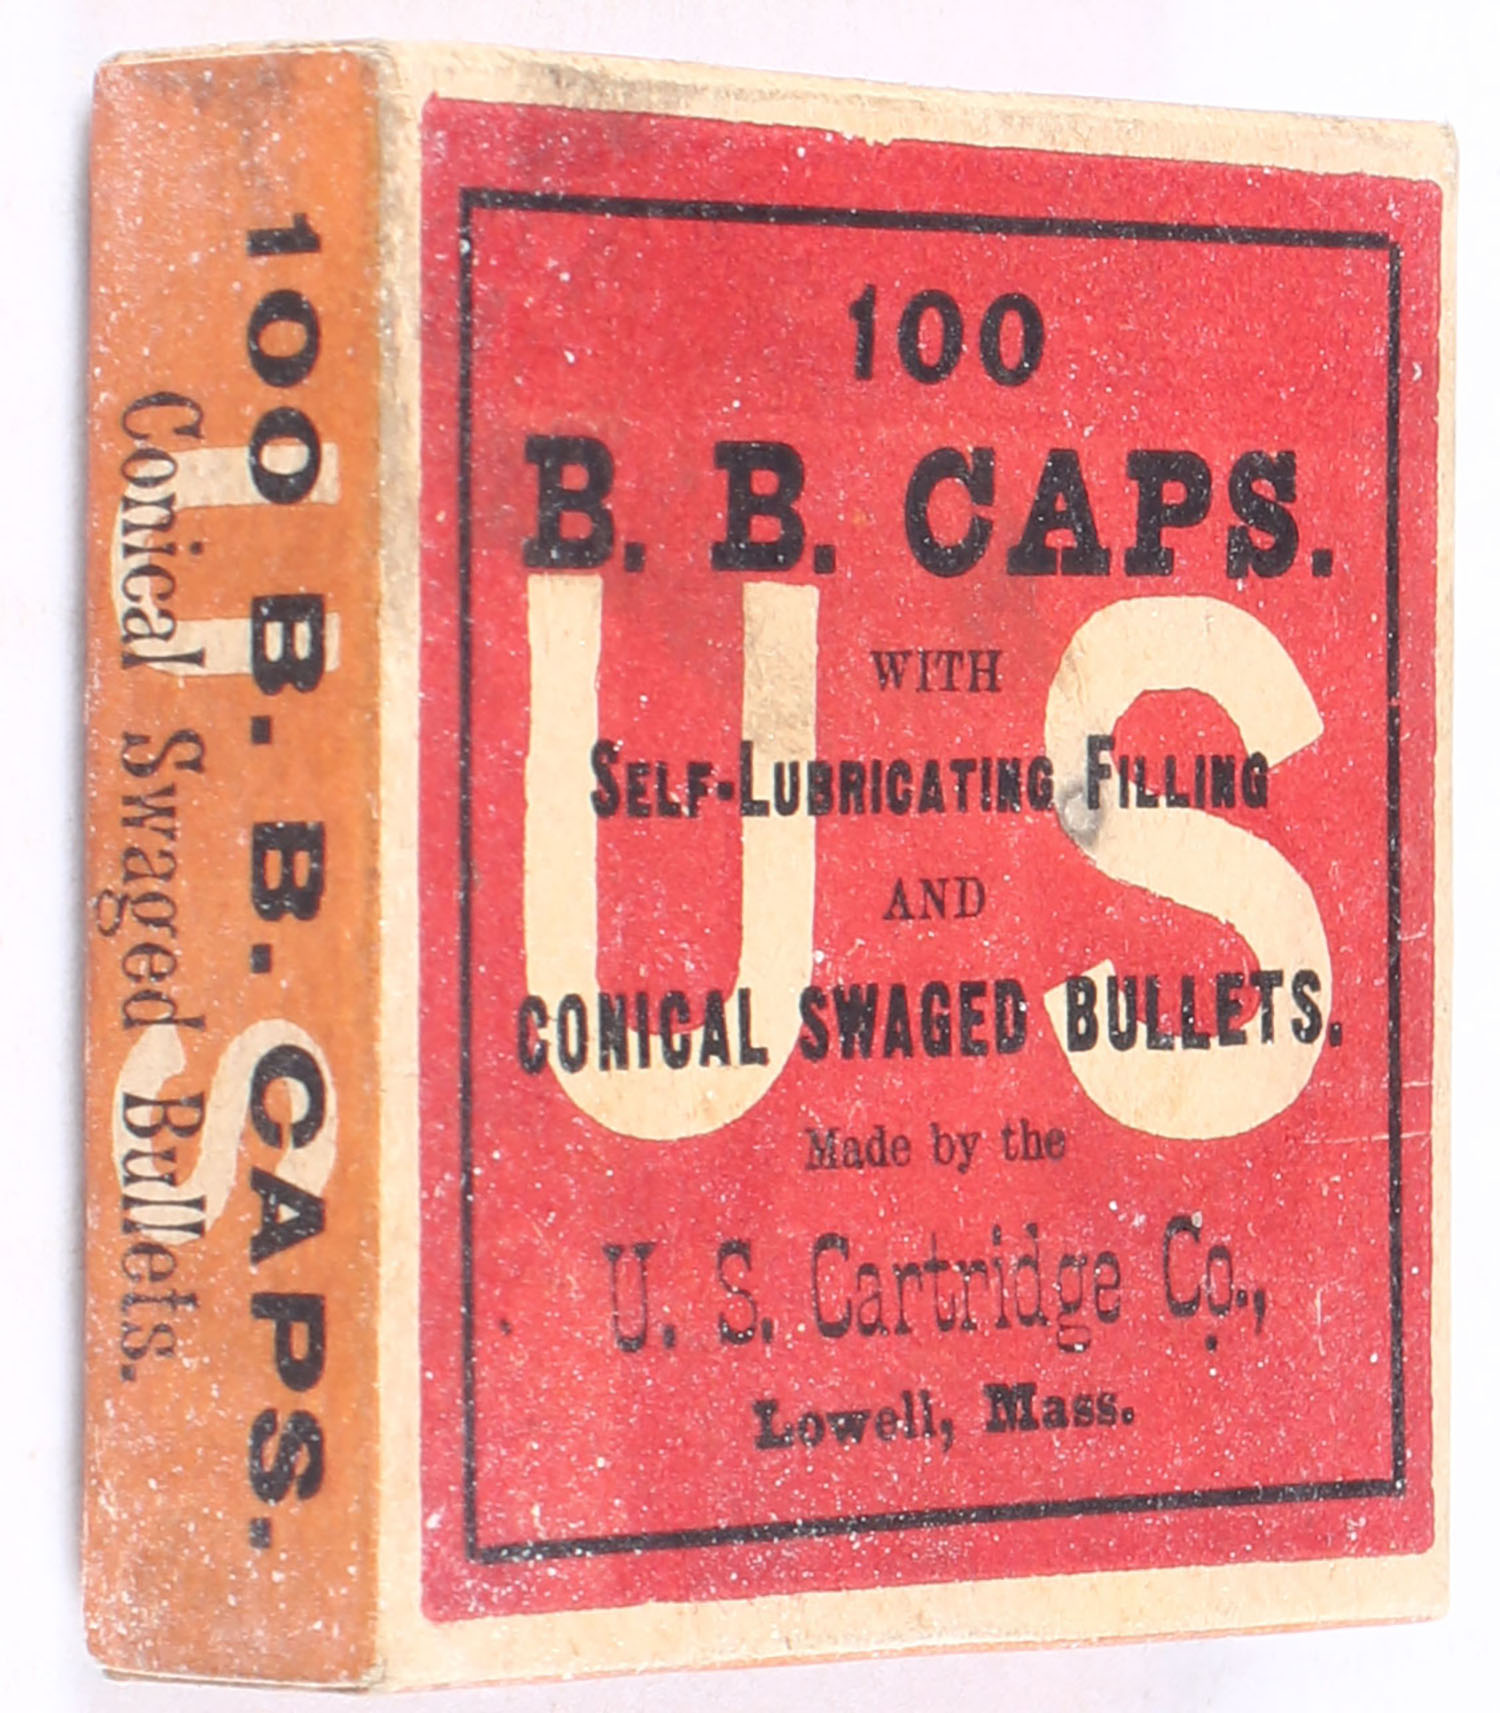 100
B. B. CAPS.
U S
WITH
SELF-LUBRICATING FILLING
AND
CONICAL SWAGED BULLETS.
Made by the
U. S. Cartridge Co.,
Lowell, Mass.
100 B. B. CAPS.
U S
Conical Swaged Bullets.